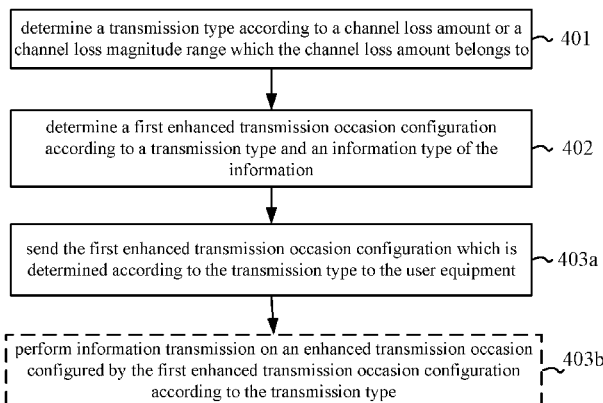 determine a transmission type according to a channel loss amount or a
channel loss magnitude range which the channel loss amount belongs to
401
determine a first enhanced transmission occasion configuration
according to a transmission type and an information type of the
information
402
send the first enhanced transmission occasion configuration which is
determined according to the transmission type to the user equipment
403a
perform information transmission on an enhanced transmission occasion
configured by the first enhanced transmission occasion configuration
according to the transmission type
403b